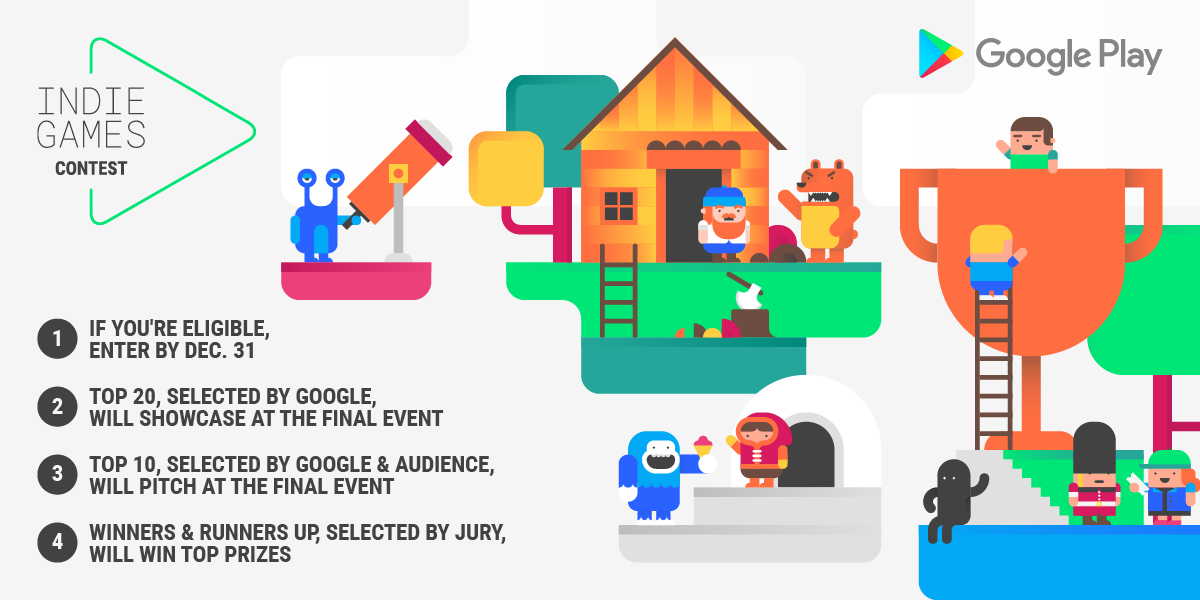 INDIE
GAMES
CONTEST
Google Play
1 IF YOU'RE ELIGIBLE,
ENTER BY DEC. 31
2 TOP 20, SELECTED BY GOOGLE,
WILL SHOWCASE AT THE FINAL EVENT
3 TOP 10, SELECTED BY GOOGLE & AUDIENCE,
WILL PITCH AT THE FINAL EVENT
4 WINNERS & RUNNERS UP, SELECTED BY JURY,
WILL WIN TOP PRIZES